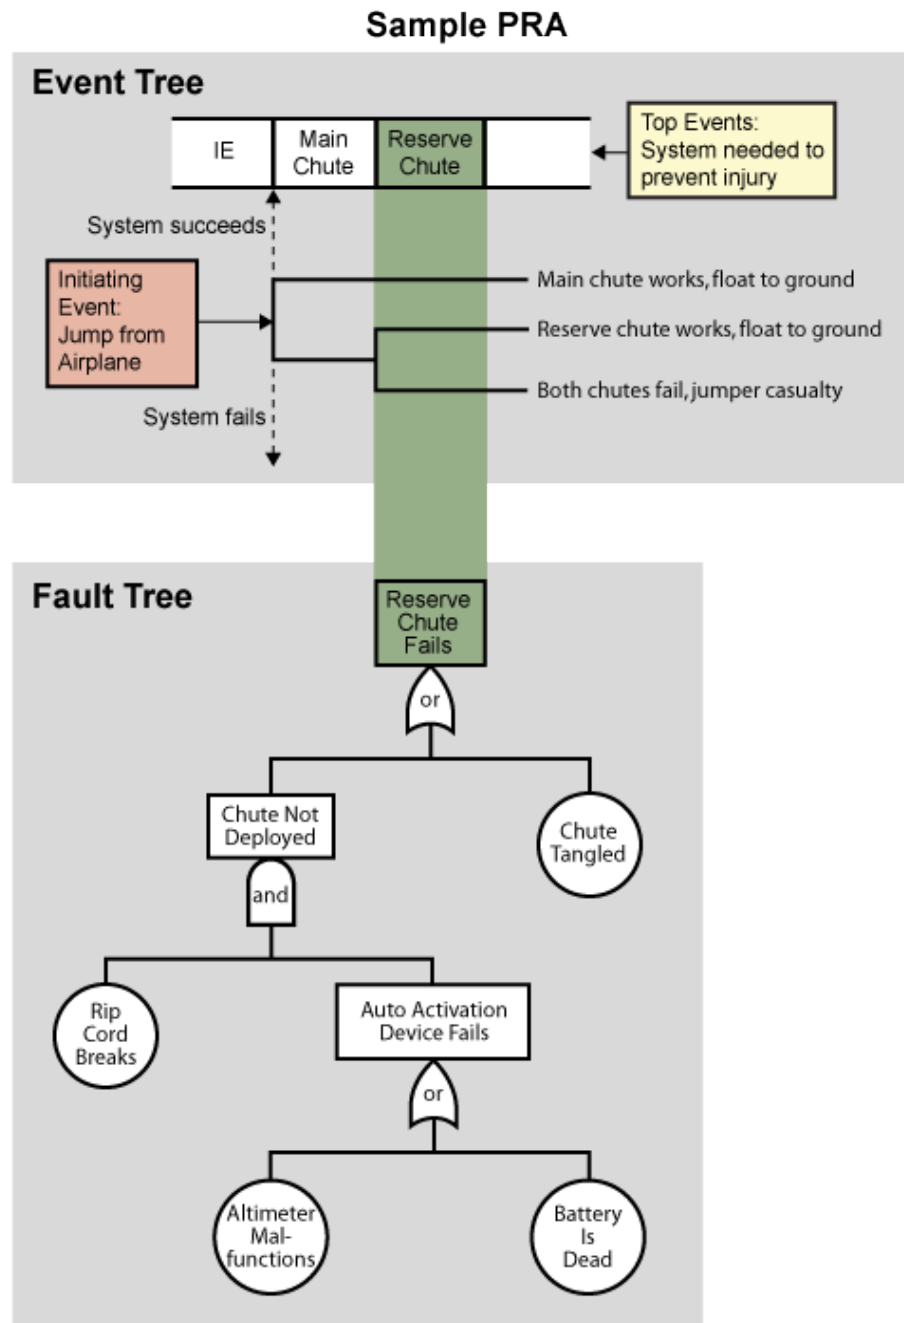 Sample PRA
Event Tree
IE
Main
Chute
Reserve
Chute
Top Events:
System needed to
prevent injury
System succeeds
Initiating
Event:
Jump from
Airplane
Main chute works, float to ground
Reserve chute works, float to ground
Both chutes fail, jumper casualty
System fails
Fault Tree
Reserve
Chute
Fails
or
Chute Not
Deployed
Chute
Tangled
and
Rip
Cord
Breaks
Auto Activation
Device Fails
or
Altimeter
Mal-
functions
Battery
Is
Dead